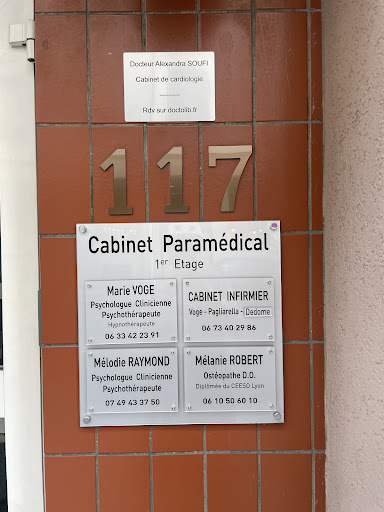 Docteur Alexandra SOUFI
Cabinet de cardiologie
------------
Rdv sur doctolib.fr
117
Cabinet Paramédical
1er Etage
Marie VOGE
Psychologue Clinicienne
Psychothérapeute
Hypnothérapeute
06 33 42 23 91
CABINET INFIRMIER
Voge - Pagliarella - Dedome
06 73 40 29 86
Mélodie RAYMOND
Psychologue Clinicienne
Psychothérapeute
07 49 43 37 50
Mélanie ROBERT
Ostéopathe D.O.
Diplômée du CEESO Lyon
06 10 50 60 10